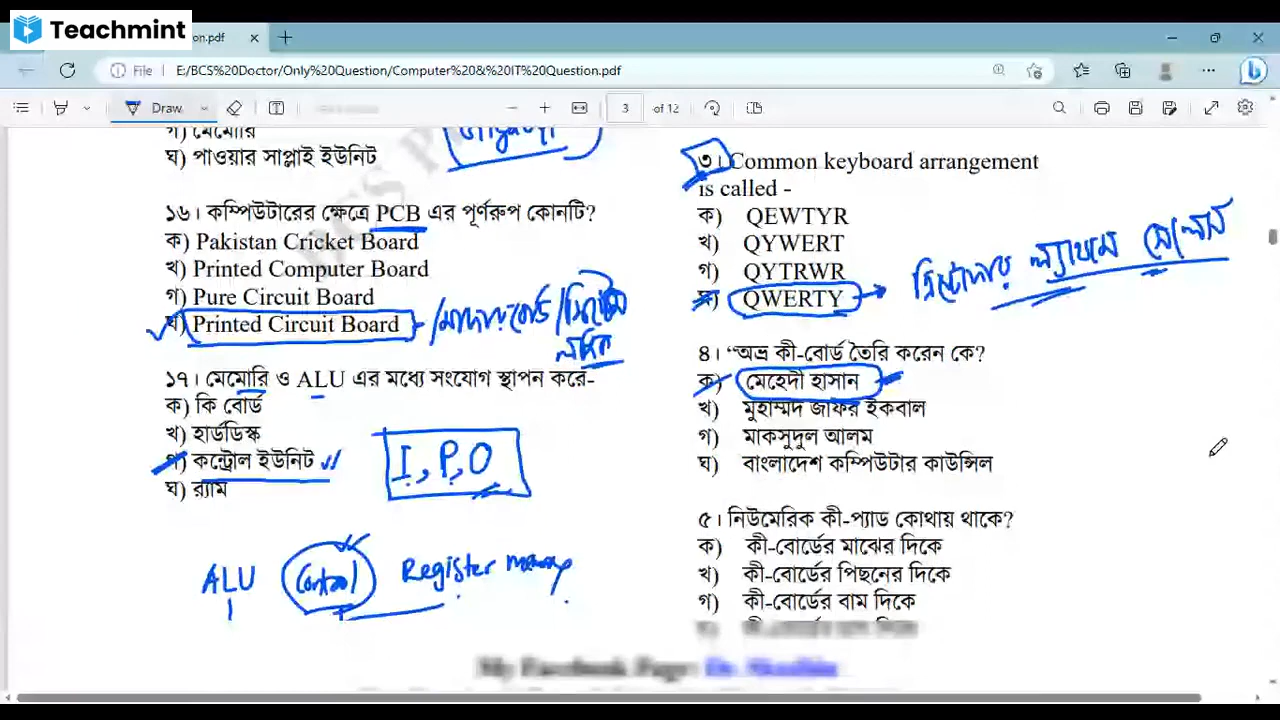 Teachmint
on.pdf
File E:/BCS%20Doctor/Only%20Question/Computer%20&%20IT%20Question.pdf
Draw
3 of 12
গ) মেমোরি
ঘ) পাওয়ার সাপ্লাই ইউনিট
১৬। কম্পিউটারের ক্ষেত্রে PCB এর পূর্ণরুপ কোনটি?
ক) Pakistan Cricket Board
খ) Printed Computer Board
গ) Pure Circuit Board
ঘ) Printed Circuit Board
/মাদারবোর্ড
১৭। মেমোরি ও ALU এর মধ্যে সংযোগ স্থাপন করে-
ক) কি বোর্ড
খ) হার্ডডিস্ক
গ) কন্ট্রোল ইউনিট
ঘ) র‍্যাম
I, P, O
ALU Control Register memory
৩। Common keyboard arrangement
is called -
ক) QEWTYR
খ) QYWERT
গ) QYTRWR
ঘ) QWERTY
ল্যাথাম সোলস
৪। “অভ্র কী-বোর্ড তৈরি করেন কে?
ক) মেহেদী হাসান
খ) মুহাম্মদ জাফর ইকবাল
গ) মাকসুদুল আলম
ঘ) বাংলাদেশ কম্পিউটার কাউন্সিল
৫। নিউমেরিক কী-প্যাড কোথায় থাকে?
ক) কী-বোর্ডের মাঝের দিকে
খ) কী-বোর্ডের পিছনের দিকে
গ) কী-বোর্ডের বাম দিকে
My Facebook Page: